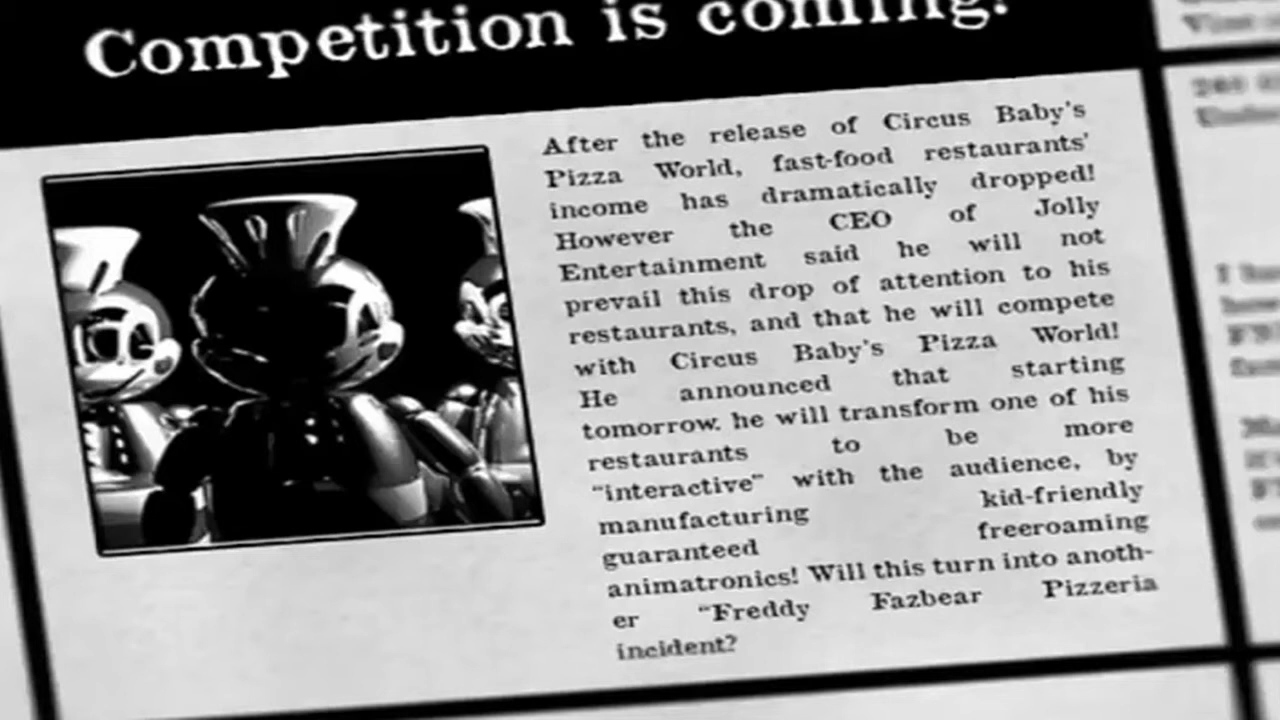 Competition is coming!
After the release of Circus Baby's
Pizza World, fast-food restaurants'
income has dramatically dropped!
However the CEO of Jolly
Entertainment said he will not
prevail this drop of attention to his
restaurants, and that he will compete
with Circus Baby's Pizza World!
He announced that starting
tomorrow. he will transform one of his
restaurants to be more
“interactive” with the audience, by
manufacturing kid-friendly
guaranteed freeroaming
animatronics! Will this turn into anoth-
er “Freddy Fazbear Pizzeria
incident?